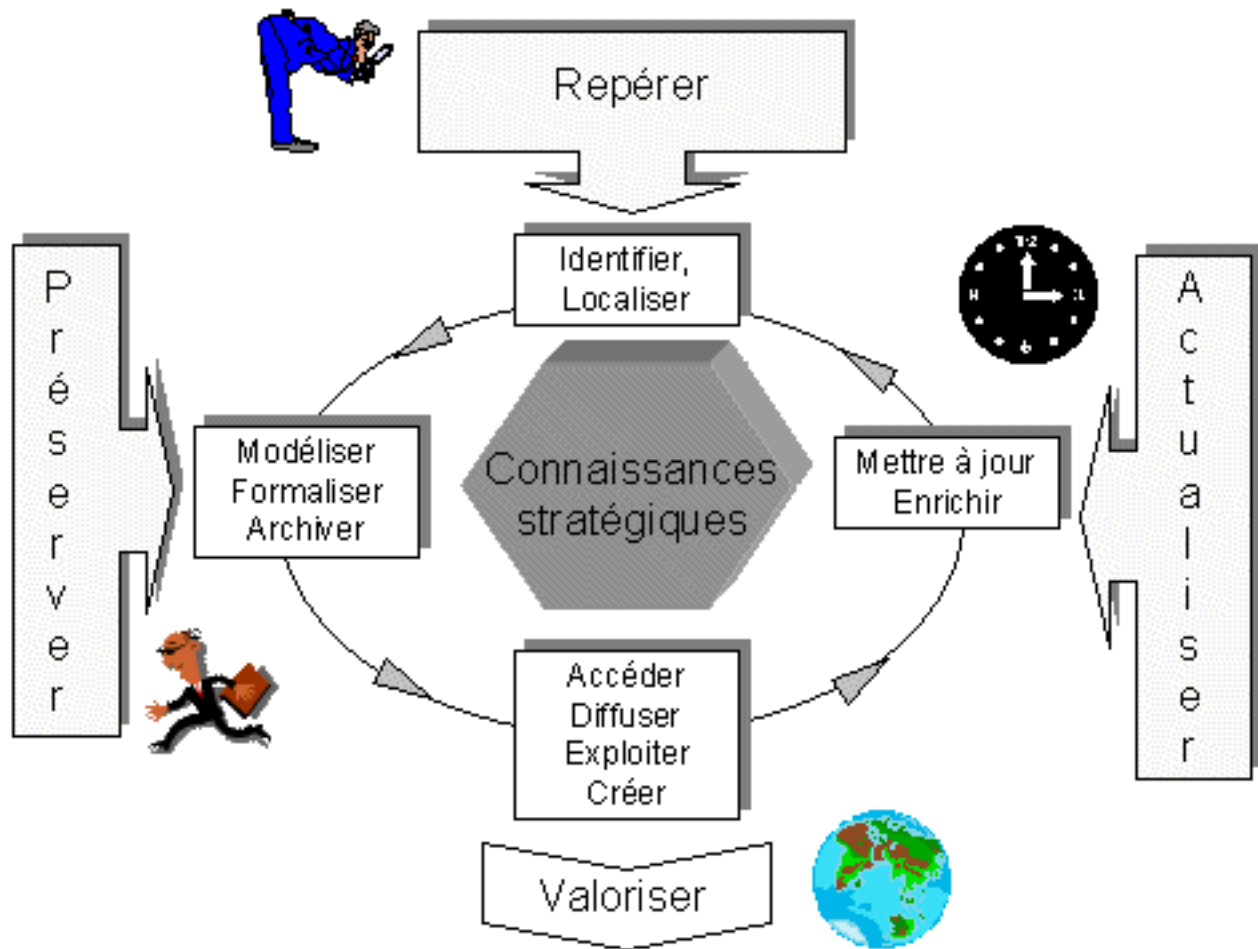 Repérer
Identifier,
Localiser
Préserver
Actualiser
Modéliser
Formaliser
Archiver
Connaissances
stratégiques
Mettre à jour
Enrichir
Accéder
Diffuser
Exploiter
Créer
Valoriser